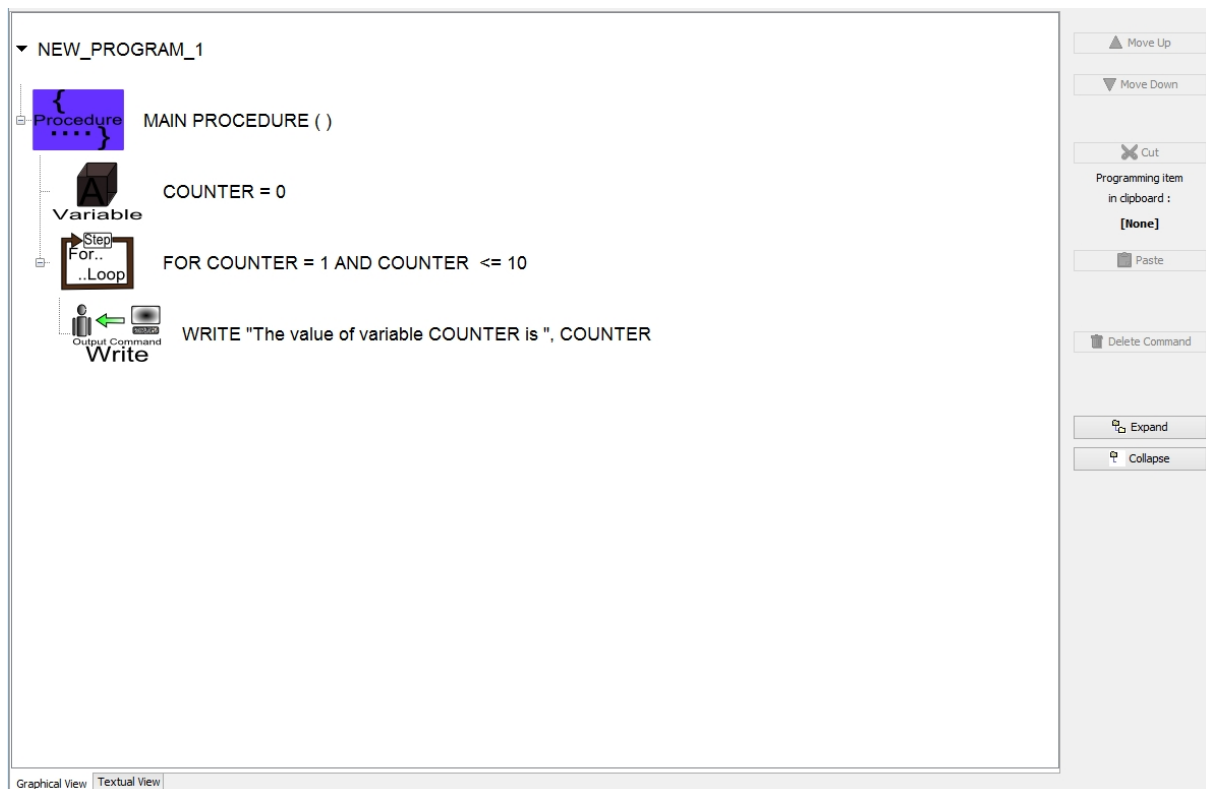 NEW_PROGRAM_1
{
Procedure
....}
MAIN PROCEDURE ( )
A
Variable
COUNTER = 0
Step
For..
..Loop
FOR COUNTER = 1 AND COUNTER <= 10
Output Command
Write
WRITE "The value of variable COUNTER is ", COUNTER
Move Up
Move Down
Cut
Programming item
in clipboard :
[None]
Paste
Delete Command
Expand
Collapse
Graphical View
Textual View